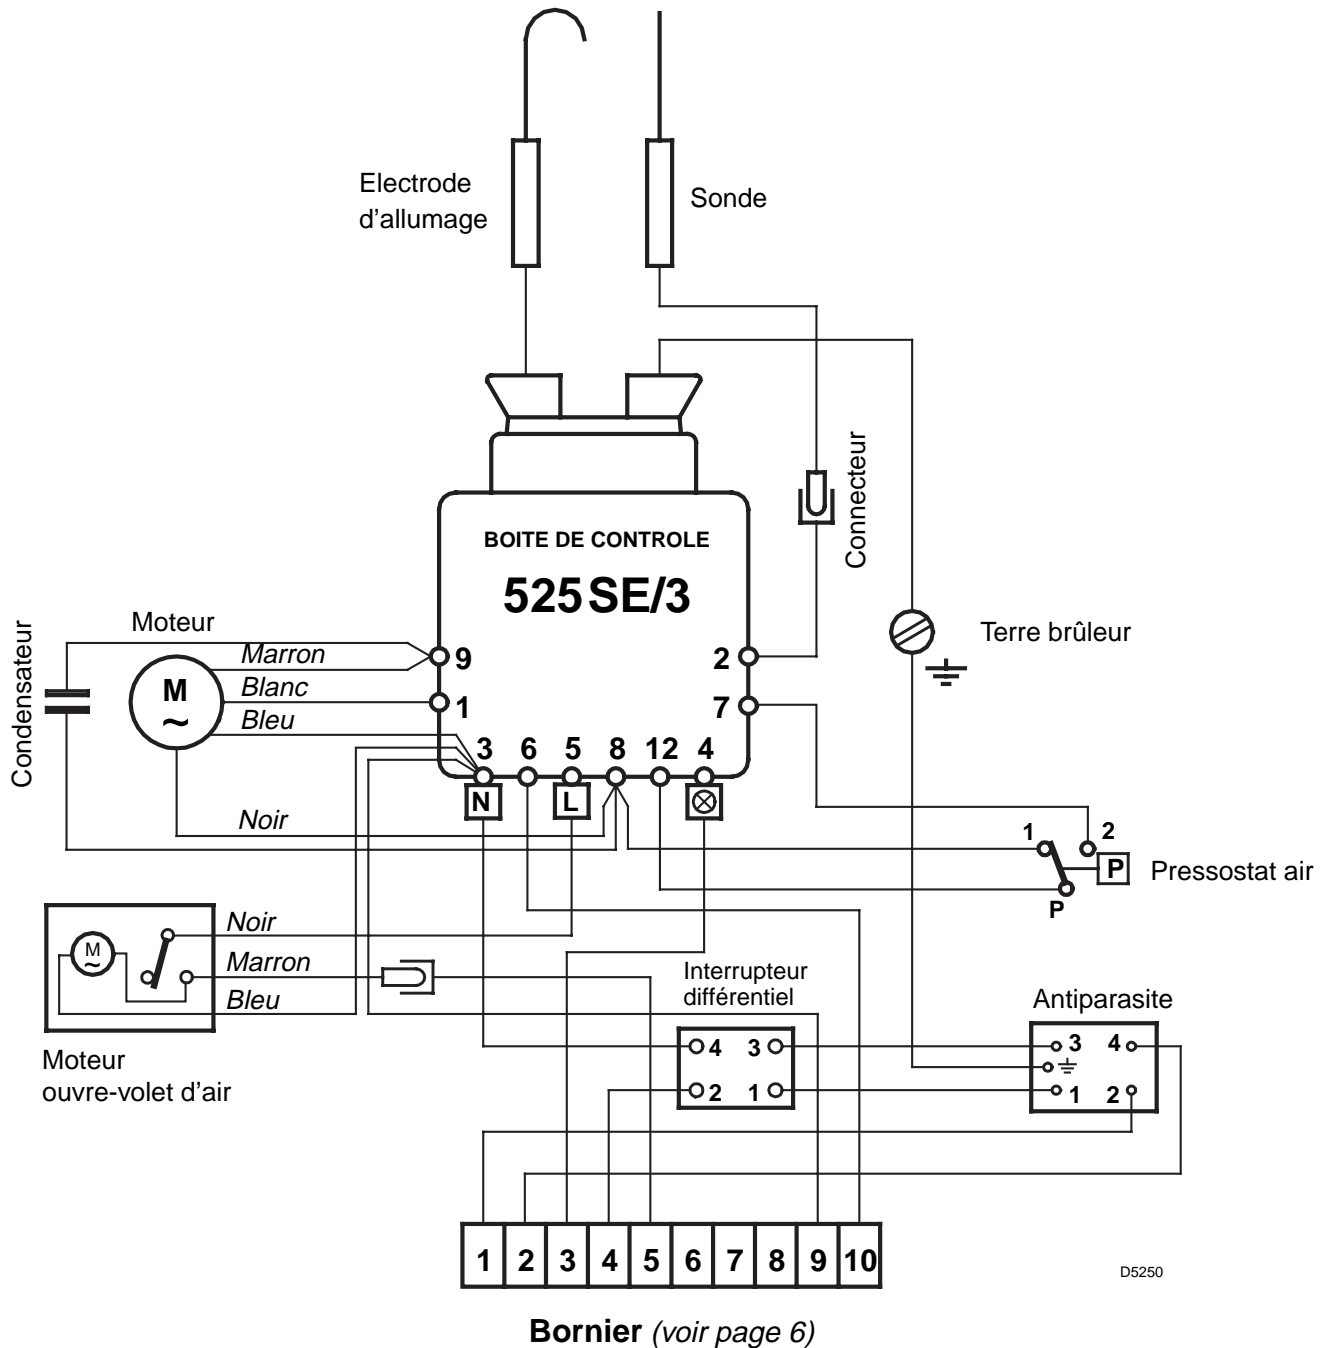 Electrode
d'allumage
Sonde
Connecteur
BOITE DE CONTROLE
525 SE/3
Condensateur
Moteur
Marron
Blanc
Bleu
M
~
9
1
2
7
3 6 5 8 12 4
N L
Terre brûleur
Noir
1 2
P
P
Pressostat air
Noir
Marron
Bleu
M
~
Moteur
ouvre-volet d'air
Interrupteur
différentiel
4 3
2 1
Antiparasite
3 4
1 2
1 2 3 4 5 6 7 8 9 10
D5250
Bornier (voir page 6)